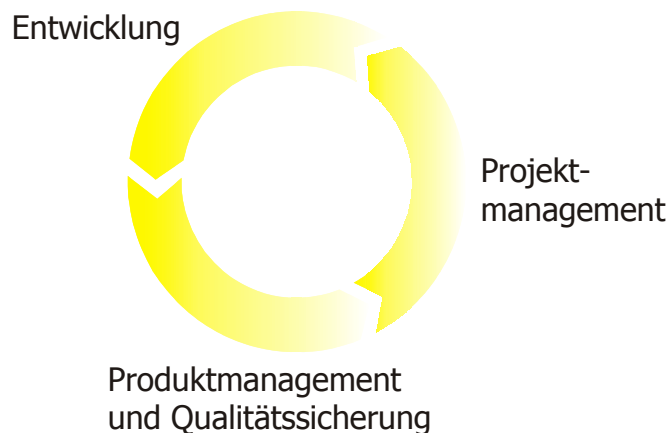 Entwicklung
Projekt-
management
Produktmanagement
und Qualitätssicherung